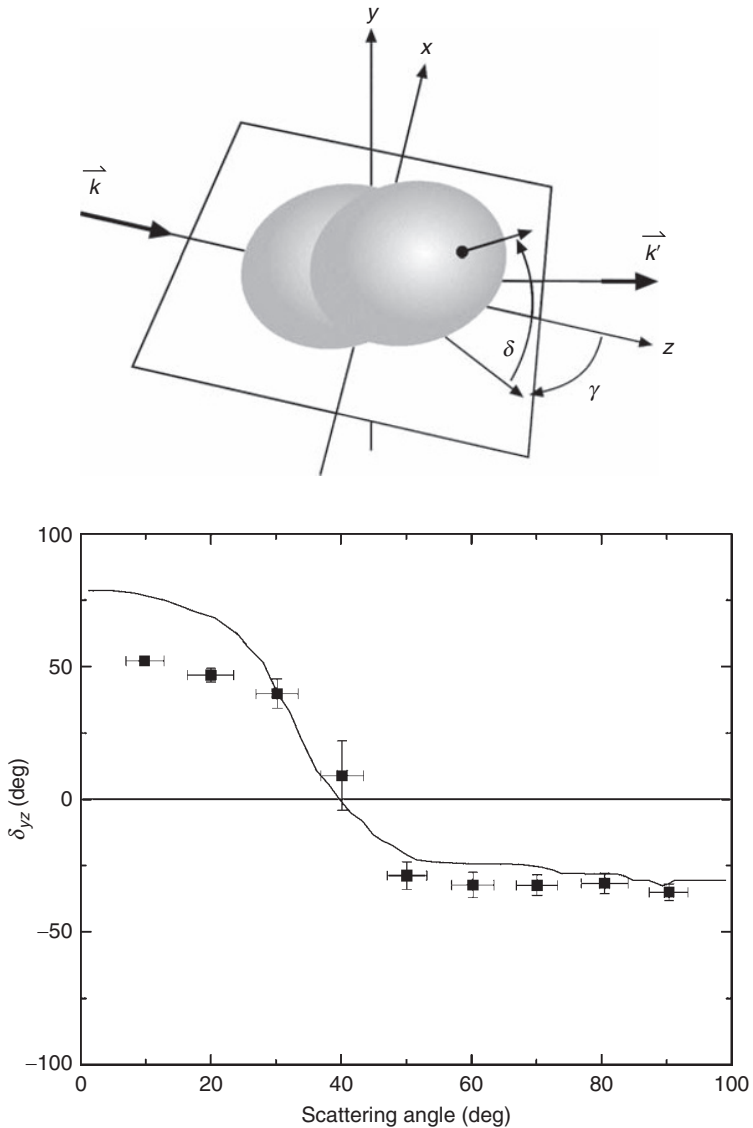 y
x
k
k'
δ
z
γ
100
50
0
−50
−100
δyz (deg)
0 20 40 60 80 100
Scattering angle (deg)